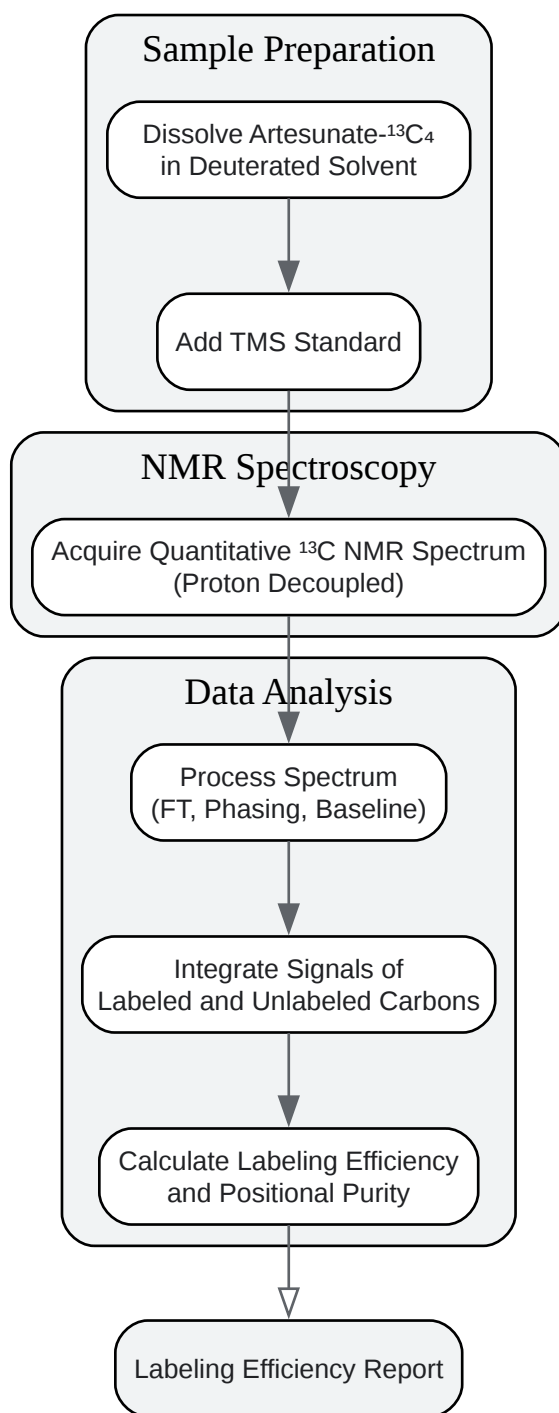 Sample Preparation
Dissolve Artesunate-¹³C₄
in Deuterated Solvent
Add TMS Standard
NMR Spectroscopy
Acquire Quantitative ¹³C NMR Spectrum
(Proton Decoupled)
Data Analysis
Process Spectrum
(FT, Phasing, Baseline)
Integrate Signals of
Labeled and Unlabeled Carbons
Calculate Labeling Efficiency
and Positional Purity
Labeling Efficiency Report